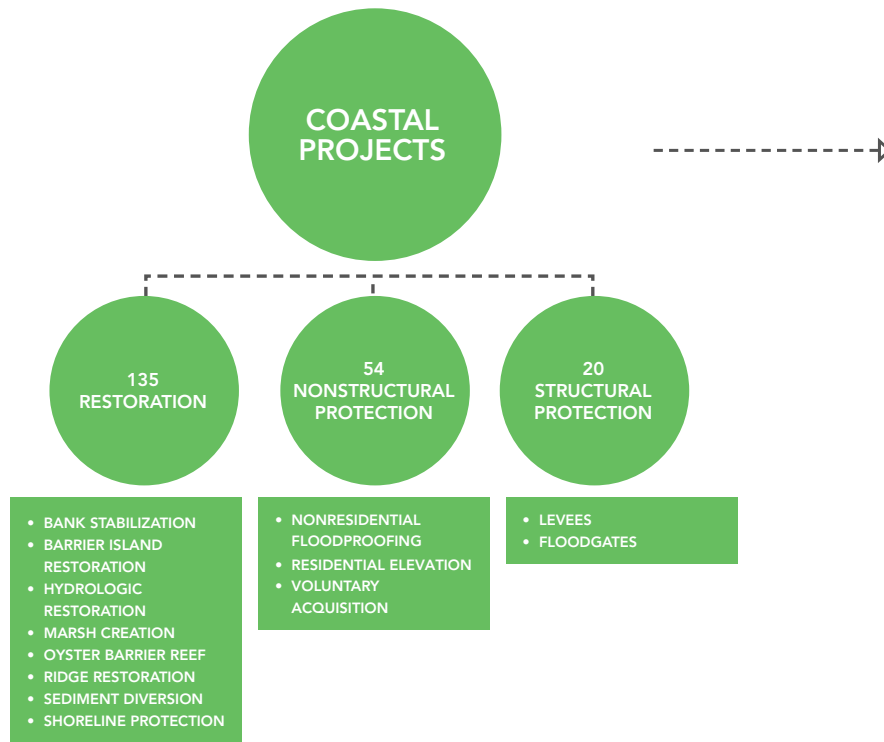 COASTAL
PROJECTS
135
RESTORATION
54
NONSTRUCTURAL
PROTECTION
20
STRUCTURAL
PROTECTION
• BANK STABILIZATION
• BARRIER ISLAND
RESTORATION
• HYDROLOGIC
RESTORATION
• MARSH CREATION
• OYSTER BARRIER REEF
• RIDGE RESTORATION
• SEDIMENT DIVERSION
• SHORELINE PROTECTION
• NONRESIDENTIAL
FLOODPROOFING
• RESIDENTIAL ELEVATION
• VOLUNTARY
ACQUISITION
• LEVEES
• FLOODGATES